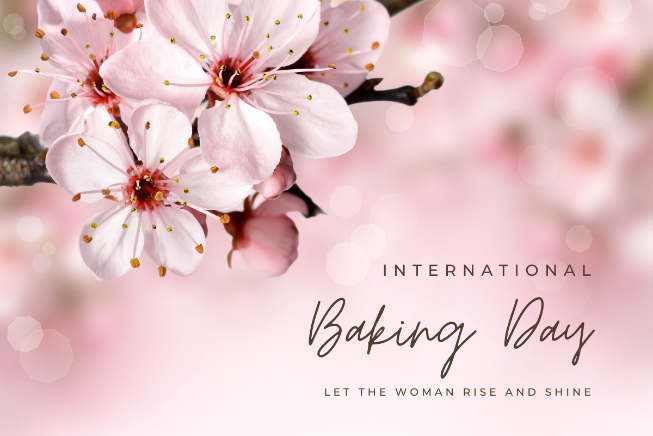 INTERNATIONAL
Baking Day
LET THE WOMAN RISE AND SHINE